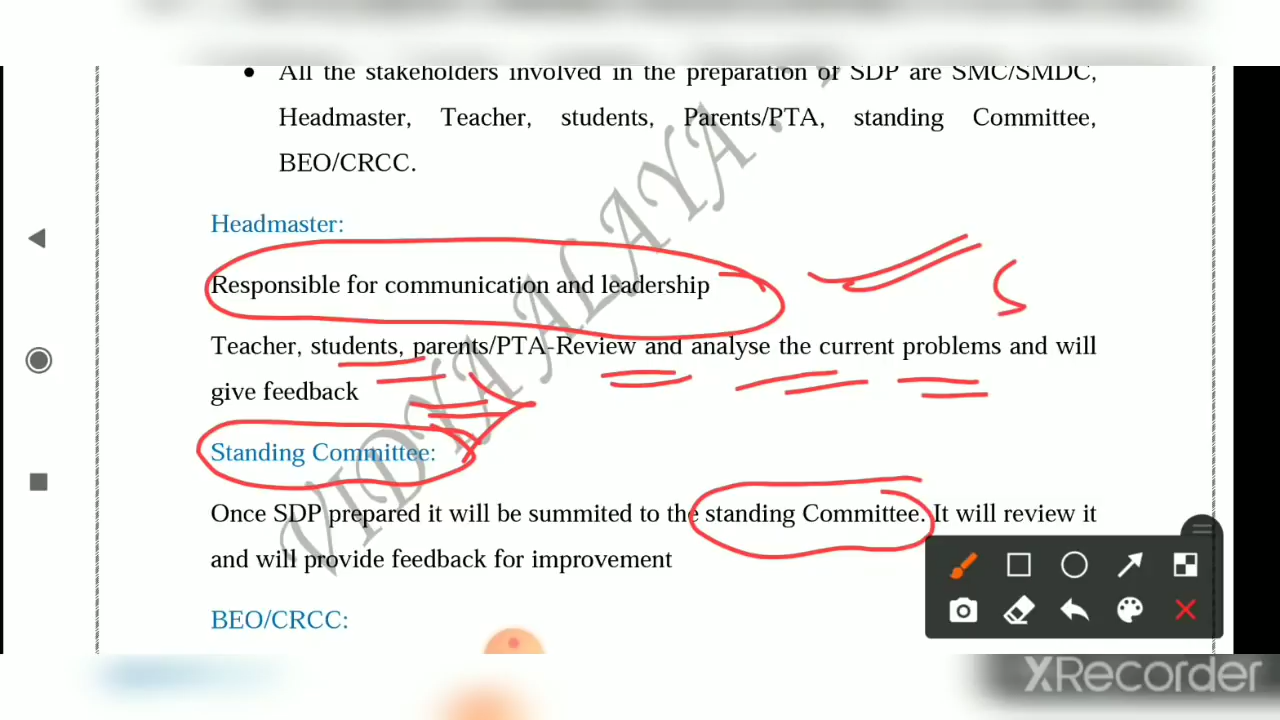 All the stakeholders involved in the preparation of SDP are SMC/SMDC,
Headmaster, Teacher, students, Parents/PTA, standing Committee,
BEO/CRCC.
Headmaster:
Responsible for communication and leadership
Teacher, students, parents/PTA-Review and analyse the current problems and will
give feedback
Standing Committee:
Once SDP prepared it will be summited to the standing Committee. It will review it
and will provide feedback for improvement
BEO/CRCC:
VIDYA ALAYA
XRecorder